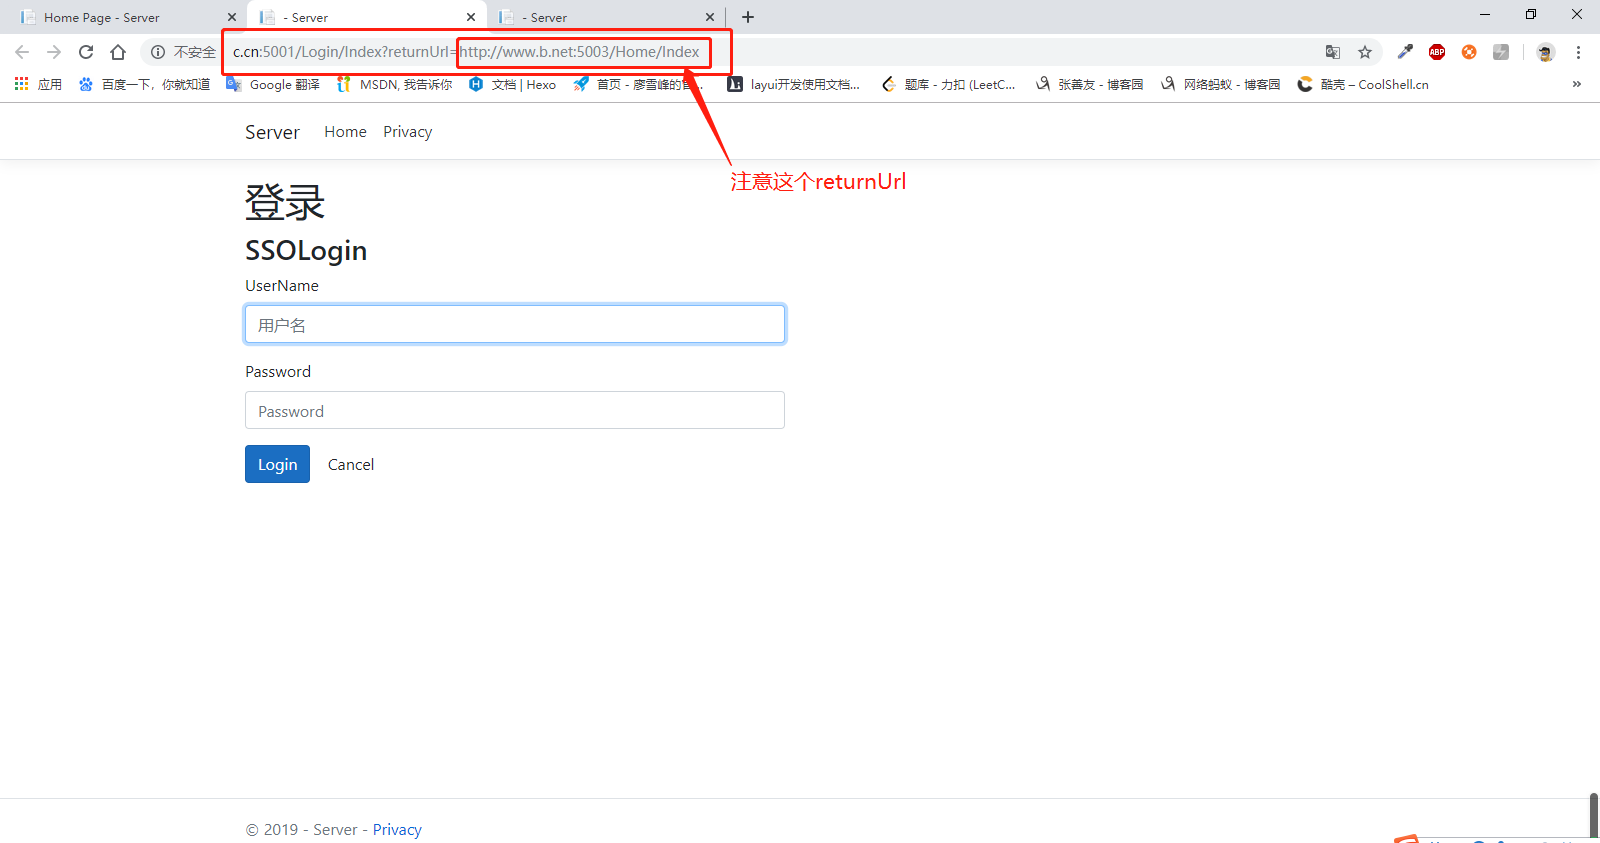 Home Page - Server
- Server
- Server
不安全
c.cn:5001/Login/Index?returnUrl=http://www.b.net:5003/Home/Index
ABP
应用
百度一下，你就知道
Google 翻译
MSDN, 我告诉你
文档 | Hexo
首页 - 廖雪峰的官...
layui开发使用文档...
题库 - 力扣 (LeetC...
张善友 - 博客园
网络蚂蚁 - 博客园
酷壳 – CoolShell.cn
»
Server
Home
Privacy
注意这个returnUrl
登录
SSOLogin
UserName
用户名
Password
Password
Login
Cancel
© 2019 - Server - Privacy